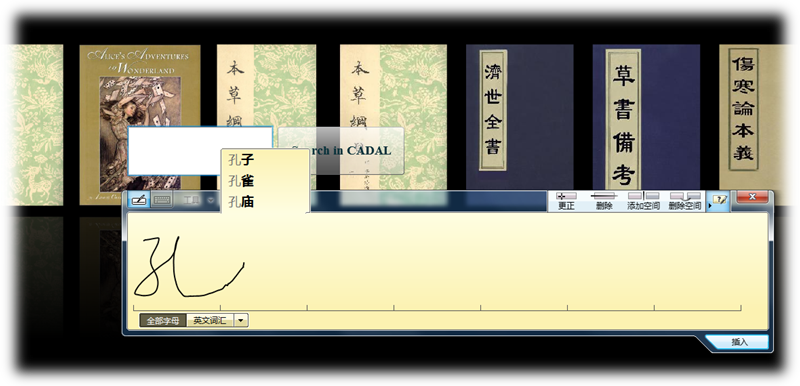 ALICE'S ADVENTURES
IN WONDERLAND
本草綱
本草綱
濟世全書
草書備考
傷寒論本義
Search in CADAL
孔子
孔雀
孔庙
更正
删除
添加空间
删除空间
孔
全部字母
英文词汇
插入